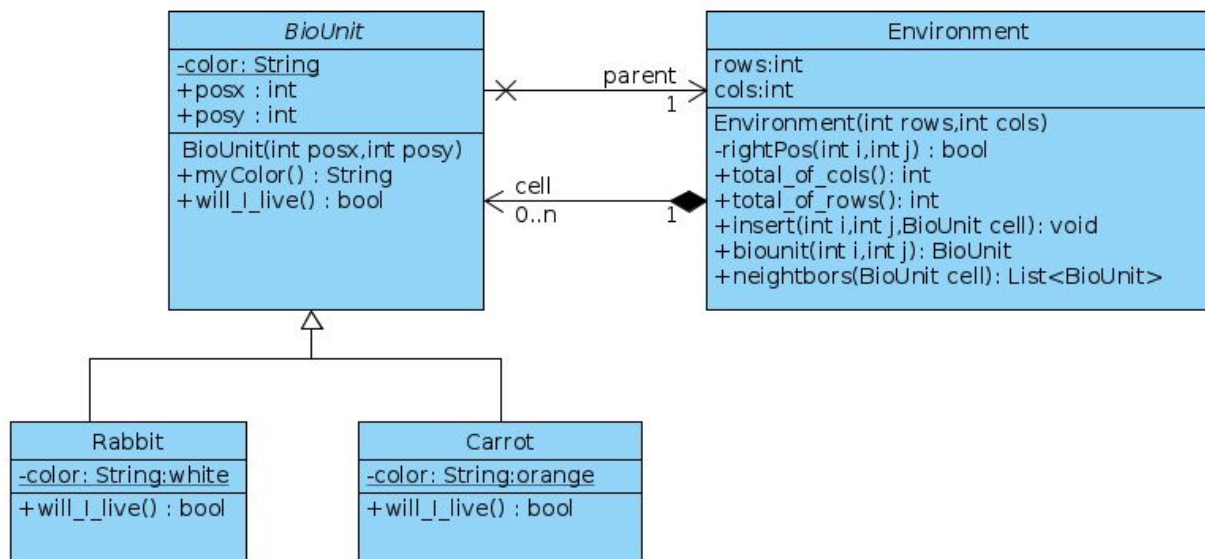 BioUnit
-color: String
+posx : int
+posy : int
BioUnit(int posx,int posy)
+myColor() : String
+will_I_live() : bool
parent
1
cell
0..n
1
Environment
rows:int
cols:int
Environment(int rows,int cols)
-rightPos(int i,int j) : bool
+total_of_cols(): int
+total_of_rows(): int
+insert(int i,int j,BioUnit cell): void
+biounit(int i,int j): BioUnit
+neightbors(BioUnit cell): List<BioUnit>
Rabbit
-color: String:white
+will_I_live() : bool
Carrot
-color: String:orange
+will_I_live() : bool